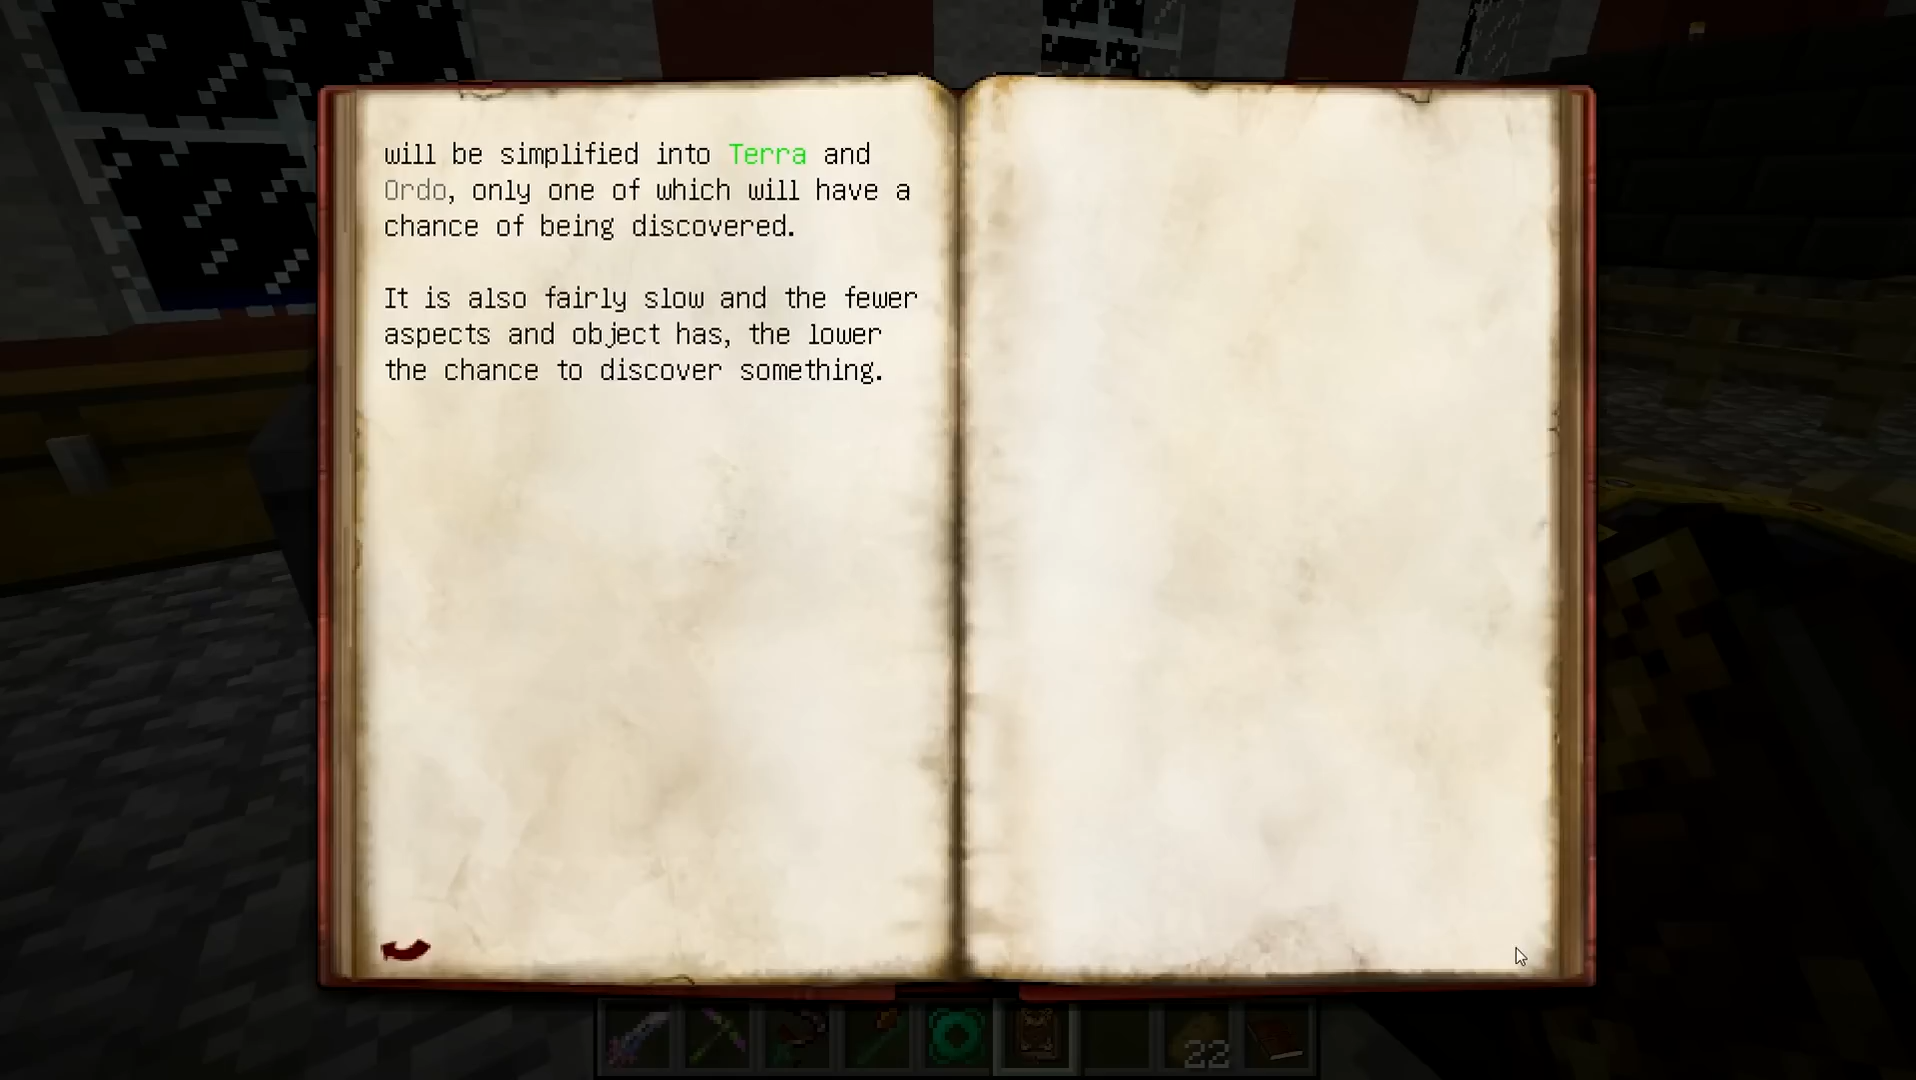 will be simplified into Terra and
Ordo, only one of which will have a
chance of being discovered.
It is also fairly slow and the fewer
aspects and object has, the lower
the chance to discover something.
22